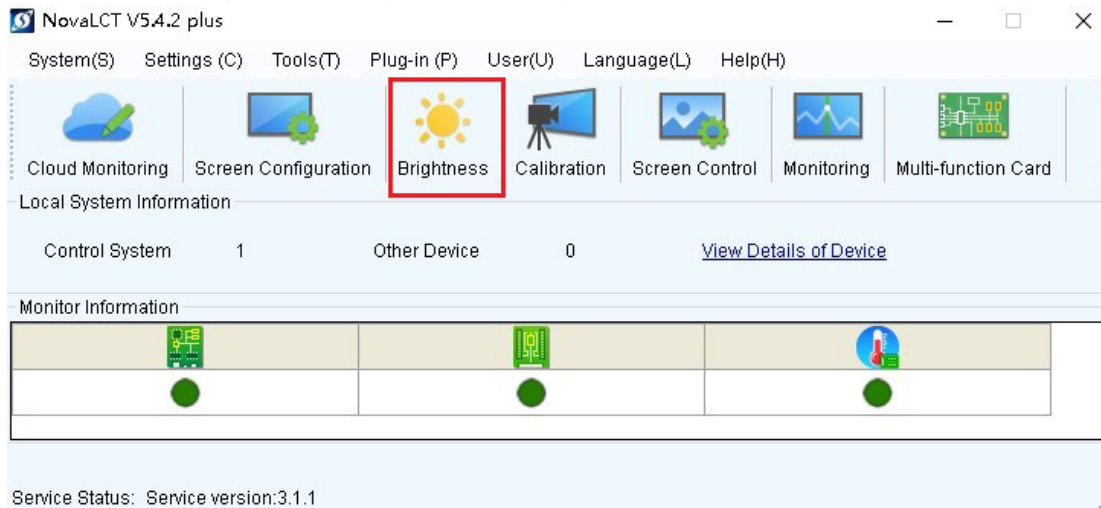 NovaLCT V5.4.2 plus
System(S) Settings (C) Tools(T) Plug-in (P) User(U) Language(L) Help(H)
Cloud Monitoring Screen Configuration Brightness Calibration Screen Control Monitoring Multi-function Card
Local System Information
Control System 1 Other Device 0 View Details of Device
Monitor Information
Service Status: Service version:3.1.1